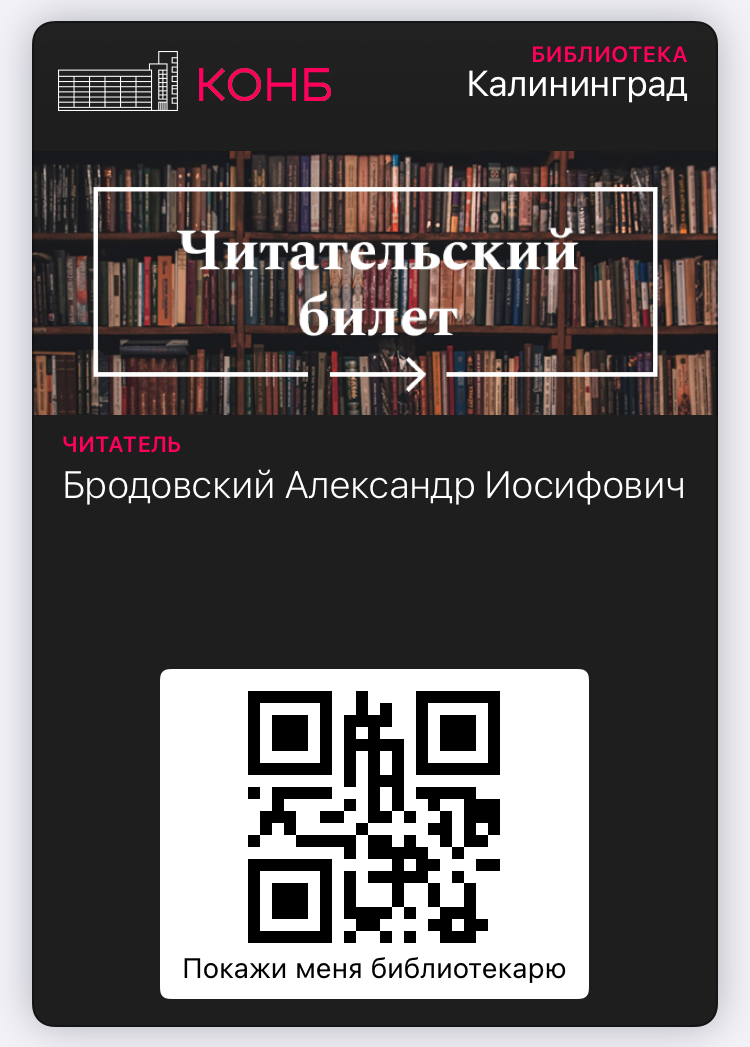 КОНБ
БИБЛИОТЕКА
Калининград
Читательский
билет
ЧИТАТЕЛЬ
Бродовский Александр Иосифович
Покажи меня библиотекарю